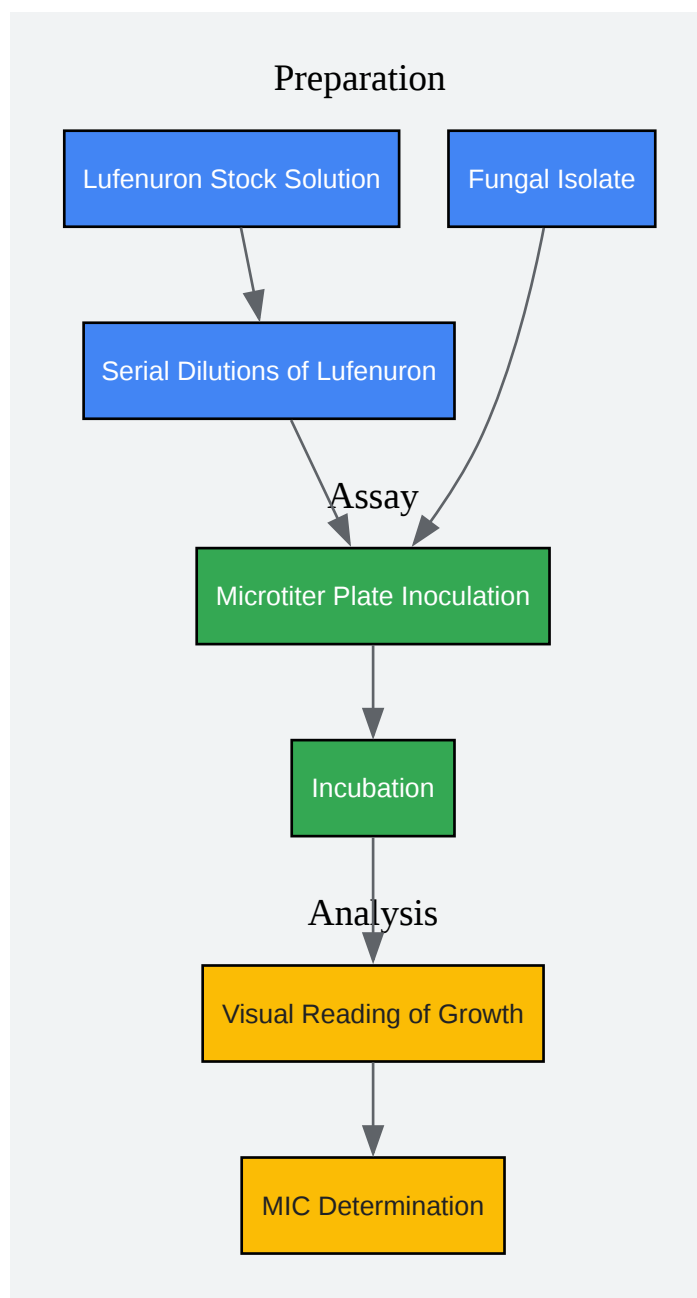 Preparation
Lufenuron Stock Solution
Fungal Isolate
Serial Dilutions of Lufenuron
Assay
Microtiter Plate Inoculation
Incubation
Analysis
Visual Reading of Growth
MIC Determination